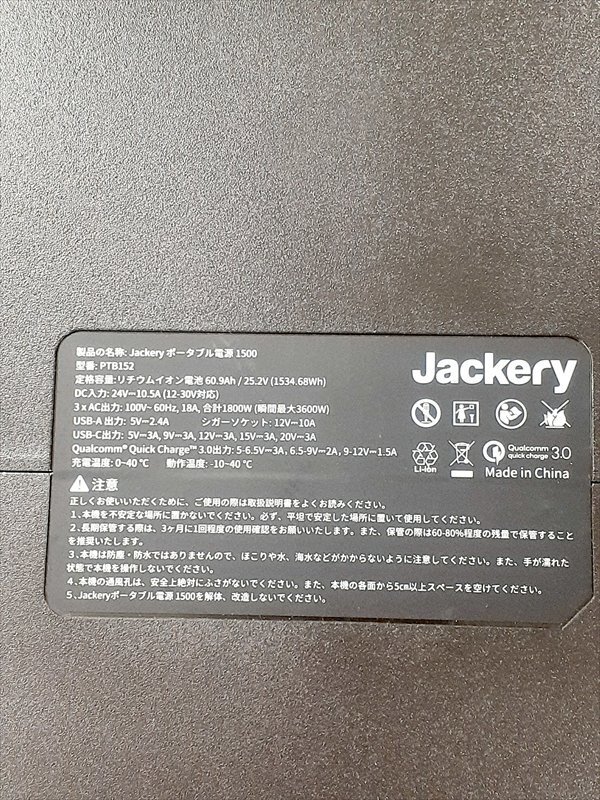 製品の名称: Jackery ポータブル電源 1500
型番: PTB152
定格容量:リチウムイオン電池 60.9Ah / 25.2V (1534.68Wh)
DC入力: 24V⎓10.5A (12-30V対応)
3 x AC出力: 100V~ 60Hz, 18A, 合計1800W (瞬間最大3600W)
USB-A 出力: 5V⎓2.4A シガーソケット: 12V⎓10A
USB-C出力: 5V⎓3A, 9V⎓3A, 12V⎓3A, 15V⎓3A, 20V⎓3A
Qualcomm® Quick Charge™ 3.0出力: 5-6.5V⎓3A, 6.5-9V⎓2A, 9-12V⎓1.5A
充電温度: 0~40 ℃ 動作温度: -10~40 ℃
Jackery
Li-ion
Qualcomm
quick charge 3.0
Made in China
注意
正しくお使いいただくために、ご使用の際は取扱説明書をよくお読みください。
1、本機を不安定な場所に置かないでください。必ず、平坦で安定した場所に置いて使用してください。
2、長期保管する際は、3ヶ月に1回程度の使用確認をお願いいたします。また、保管の際は60-80%程度の残量で保管すること
を推奨いたします。
3、本機は防塵・防水ではありませんので、ほこりや水、海水などがかからないように注意してください。また、手が濡れた
状態で本機を操作しないでください。
4、本機の通風孔は、安全上絶対にふさがないでください。また、本機の各面から5㎝以上スペースを空けてください。
5、Jackeryポータブル電源 1500を解体、改造しないでください。